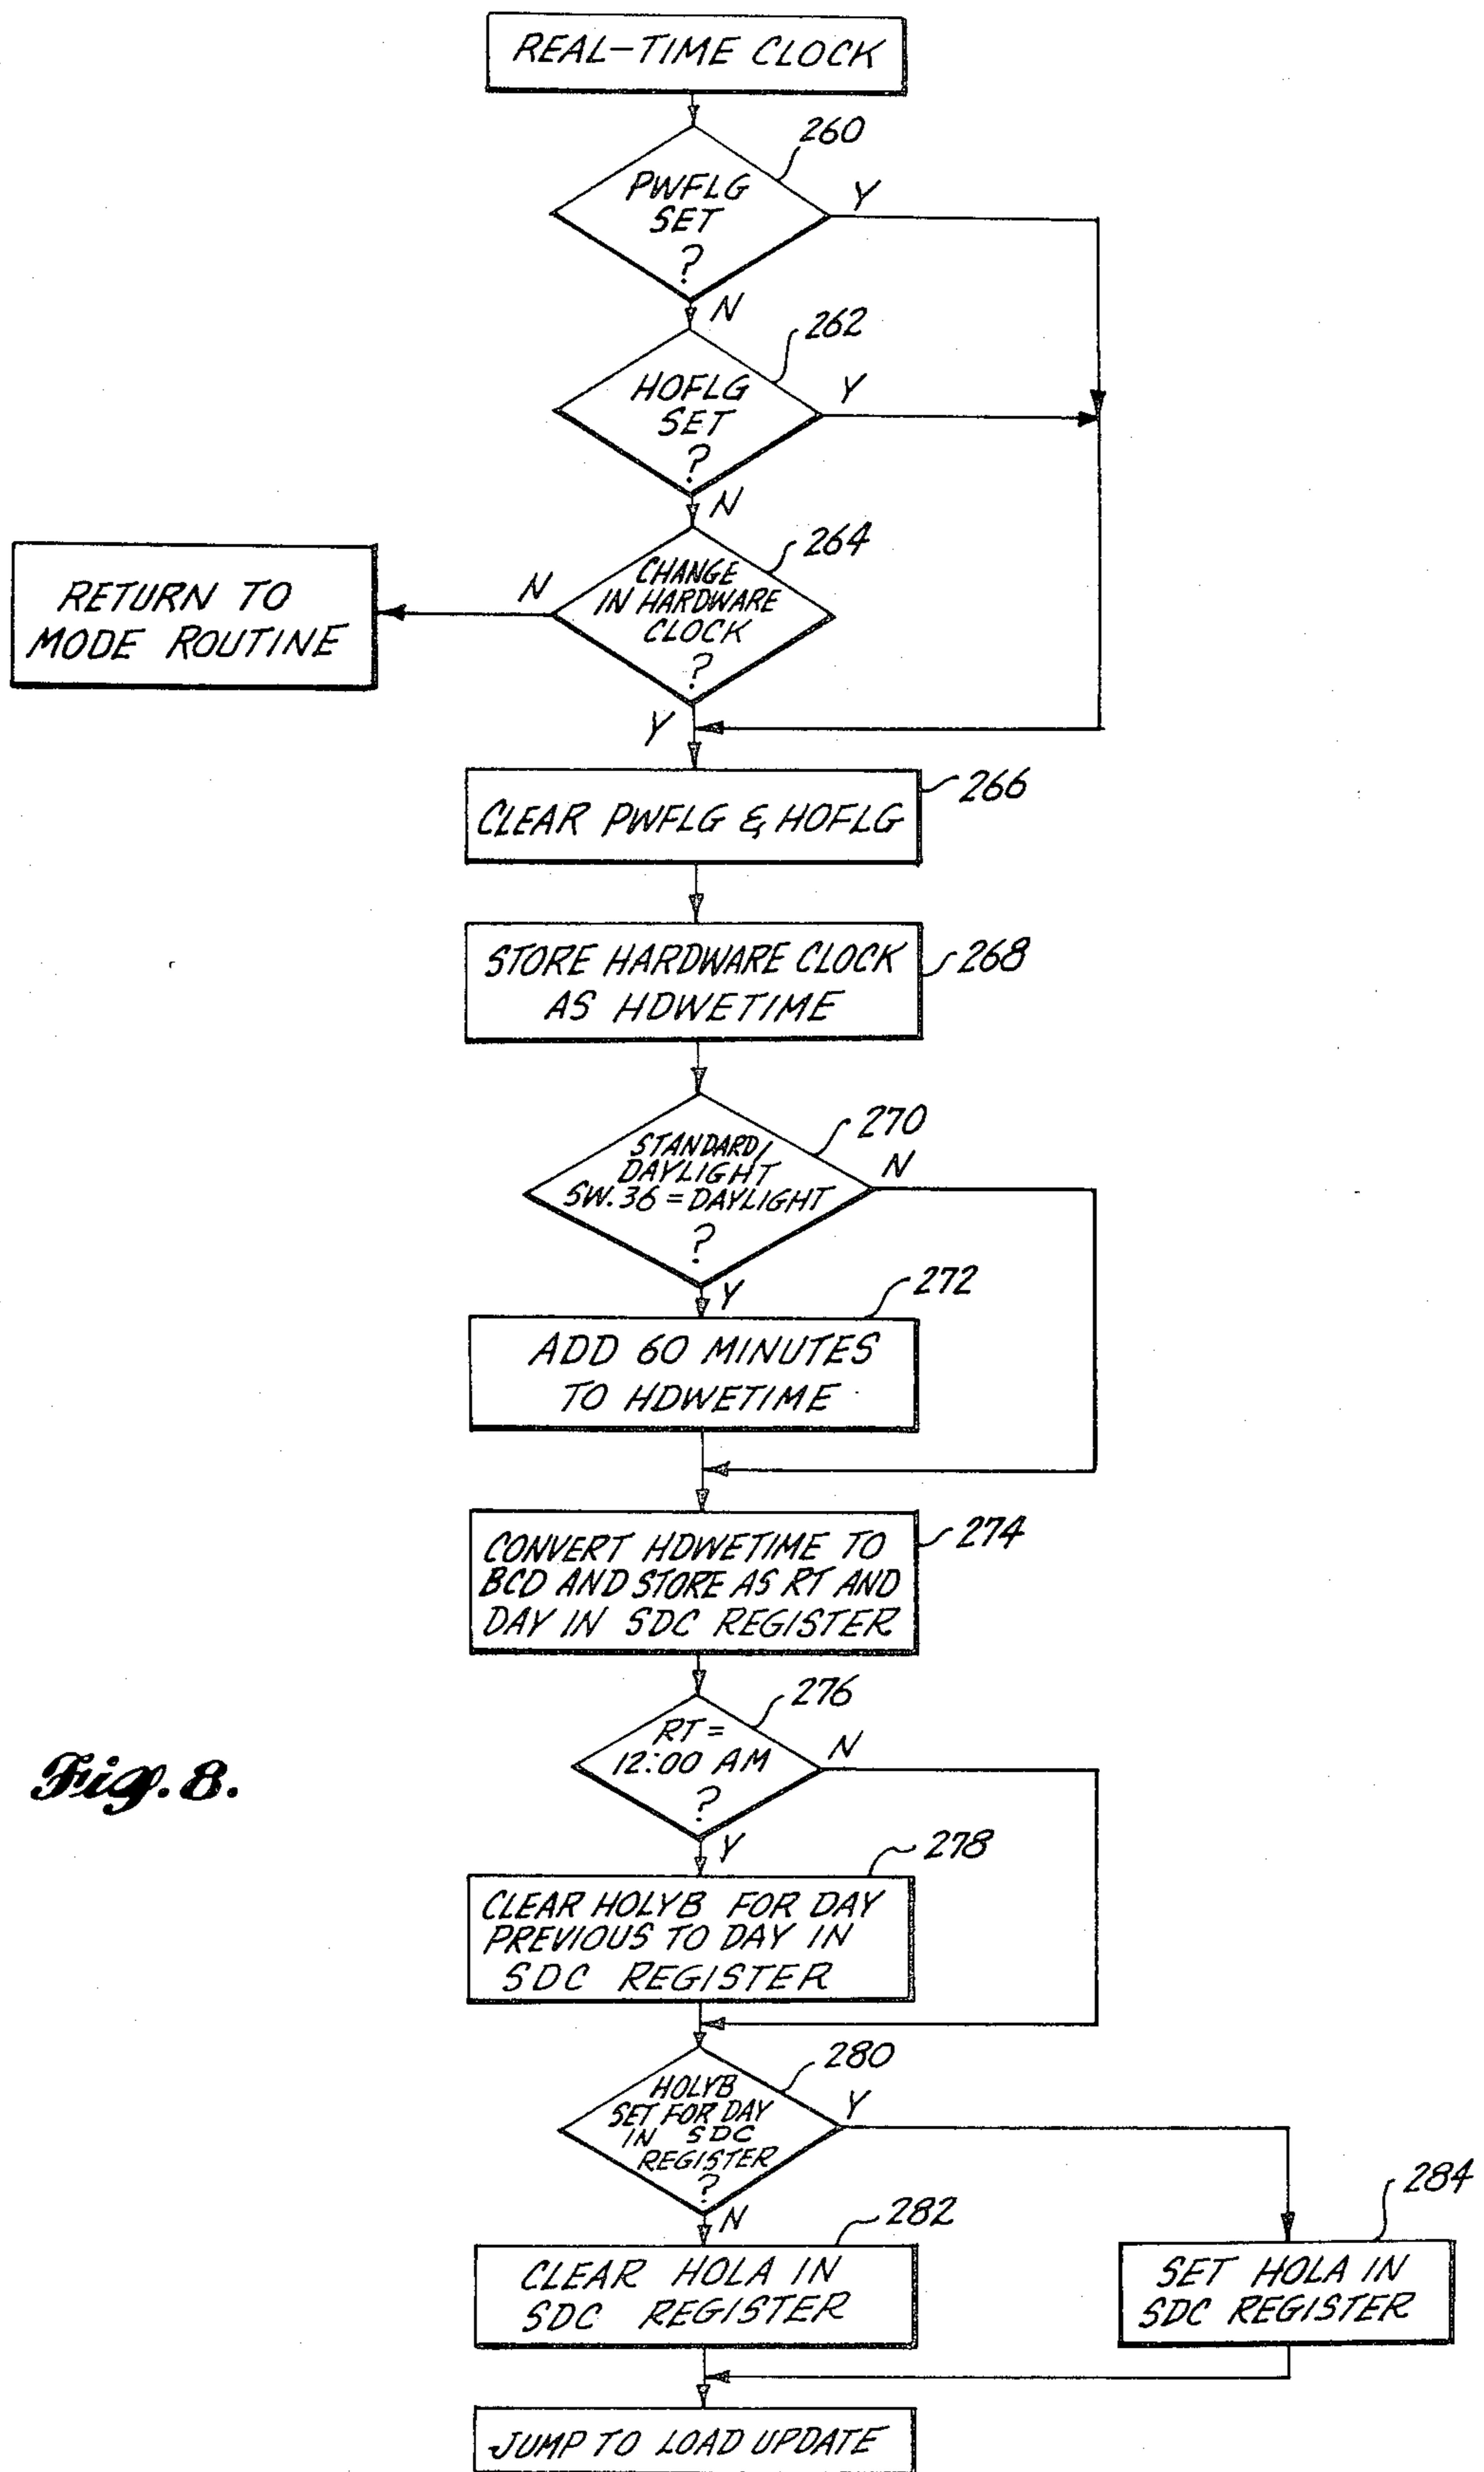 REAL-TIME CLOCK
260
PWFLG
SET
?
Y
N
262
HOFLG
SET
?
Y
N
264
CHANGE
IN HARDWARE
CLOCK
?
N
RETURN TO
MODE ROUTINE
Y
266
CLEAR PWFLG & HOFLG
268
STORE HARDWARE CLOCK
AS HDWETIME
270
STANDARD/
DAYLIGHT
SW.36 = DAYLIGHT
?
N
Y
272
ADD 60 MINUTES
TO HDWETIME
274
CONVERT HDWETIME TO
BCD AND STORE AS RT AND
DAY IN SDC REGISTER
276
RT =
12:00 AM
?
N
Y
Fig. 8.
278
CLEAR HOLYB FOR DAY
PREVIOUS TO DAY IN
SDC REGISTER
280
HOLYB
SET FOR DAY
IN SDC
REGISTER
?
Y
N
282
CLEAR HOLA IN
SDC REGISTER
284
SET HOLA IN
SDC REGISTER
JUMP TO LOAD UPDATE